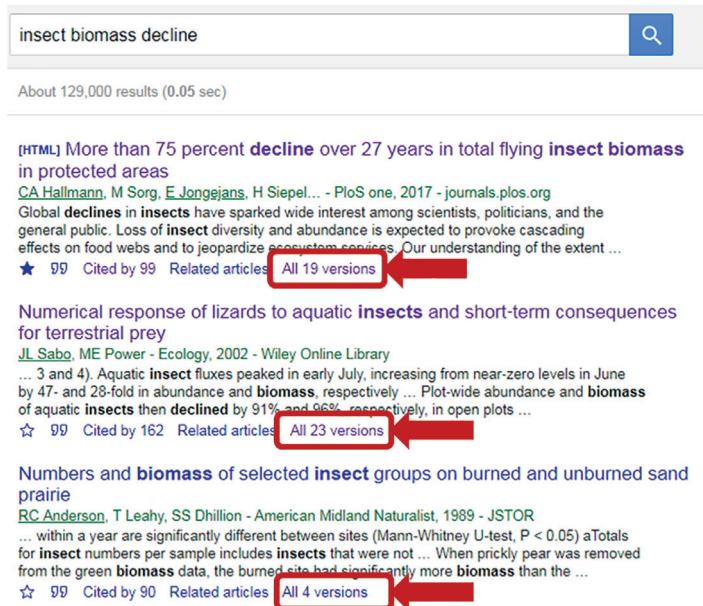 insect biomass decline
About 129,000 results (0.05 sec)
[HTML] More than 75 percent decline over 27 years in total flying insect biomass
in protected areas
CA Hallmann, M Sorg, E Jongejans, H Siepel... - PloS one, 2017 - journals.plos.org
Global declines in insects have sparked wide interest among scientists, politicians, and the
general public. Loss of insect diversity and abundance is expected to provoke cascading
effects on food webs and to jeopardize ecosystem services. Our understanding of the extent ...
Cited by 99 Related articles All 19 versions
Numerical response of lizards to aquatic insects and short-term consequences
for terrestrial prey
JL Sabo, ME Power - Ecology, 2002 - Wiley Online Library
... 3 and 4). Aquatic insect fluxes peaked in early July, increasing from near-zero levels in June
by 47- and 28-fold in abundance and biomass, respectively ... Plot-wide abundance and biomass
of aquatic insects then declined by 91% and 96%, respectively, in open plots ...
Cited by 162 Related articles All 23 versions
Numbers and biomass of selected insect groups on burned and unburned sand
prairie
RC Anderson, T Leahy, SS Dhillion - American Midland Naturalist, 1989 - JSTOR
... within a year are significantly different between sites (Mann-Whitney U-test, P < 0.05) aTotals
for insect numbers per sample includes insects that were not ... When prickly pear was removed
from the green biomass data, the burned site had significantly more biomass than the ...
Cited by 90 Related articles All 4 versions